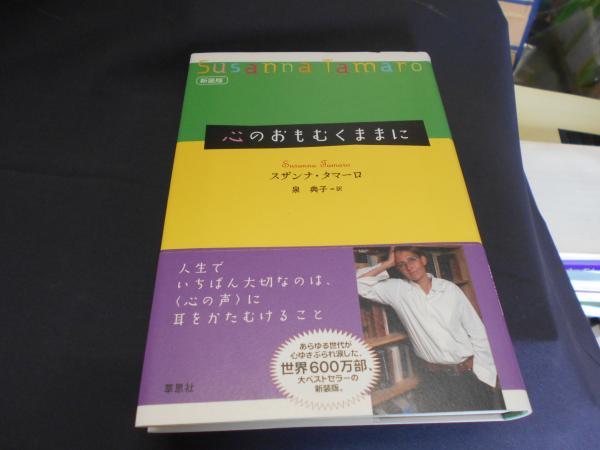 Susanna Tamaro
新装版
心のおもむくままに
Susanna Tamaro
スザンナ・タマーロ
泉 典子=訳
人生で
いちばん大切なのは、
〈心の声〉に
耳をかたむけること
あらゆる世代が
心ゆさぶられ涙した、
世界600万部、
大ベストセラーの
新装版。
草思社